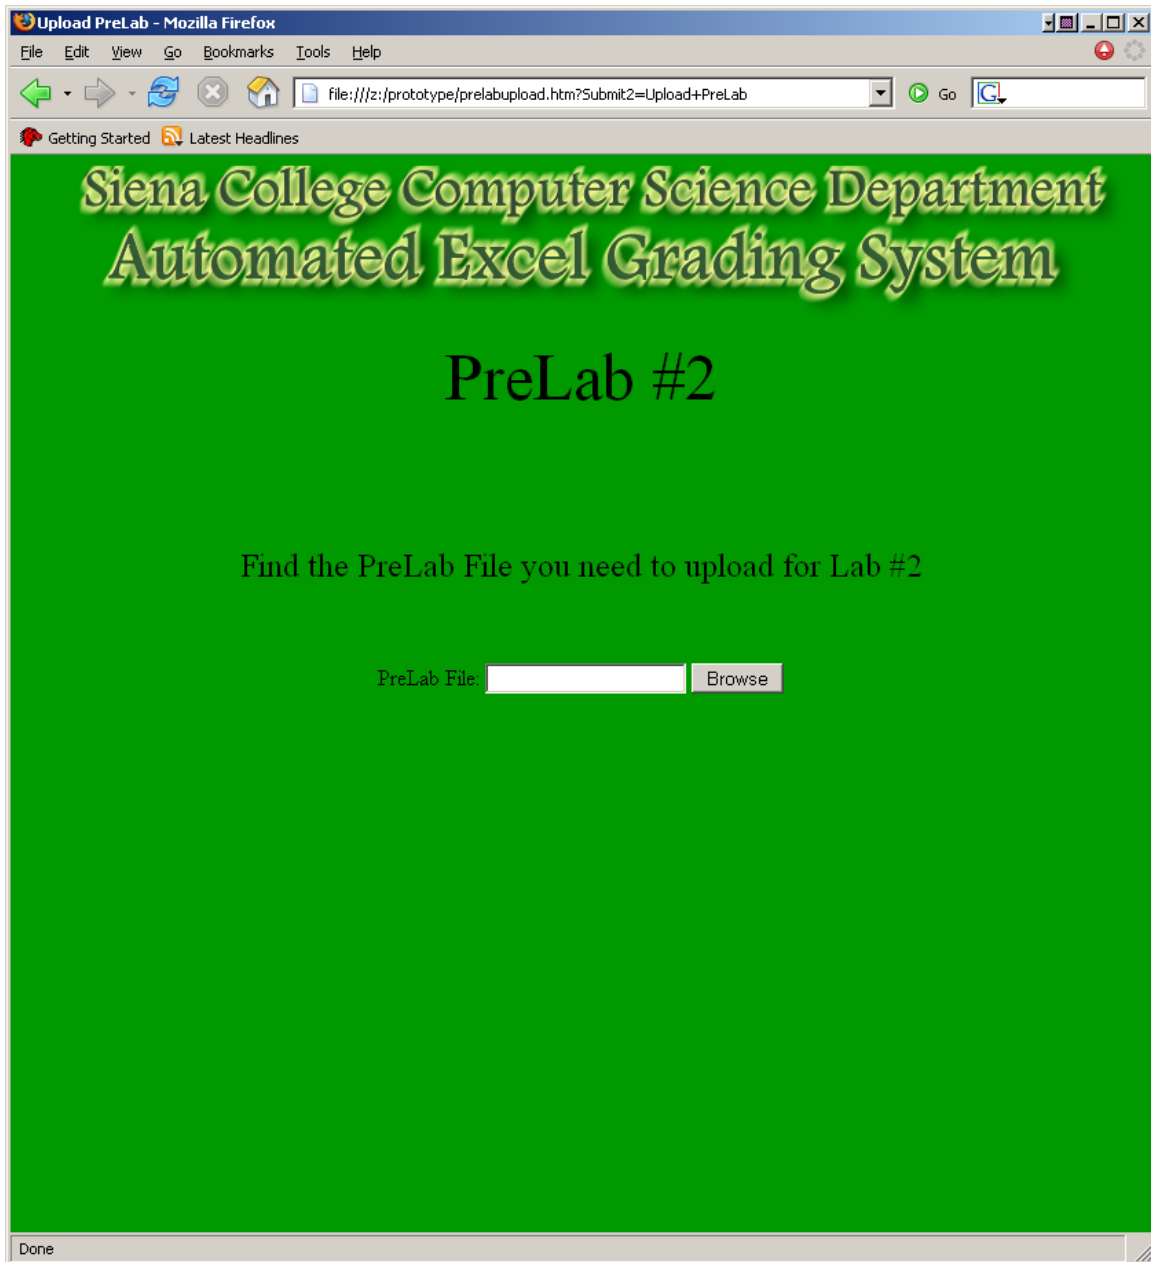 Upload PreLab - Mozilla Firefox
File Edit View Go Bookmarks Tools Help
file:///z:/prototype/prelabupload.htm?Submit2=Upload+PreLab Go G
Getting Started Latest Headlines
Siena College Computer Science Department
Automated Excel Grading System
PreLab #2
Find the PreLab File you need to upload for Lab #2
PreLab File: Browse
Done